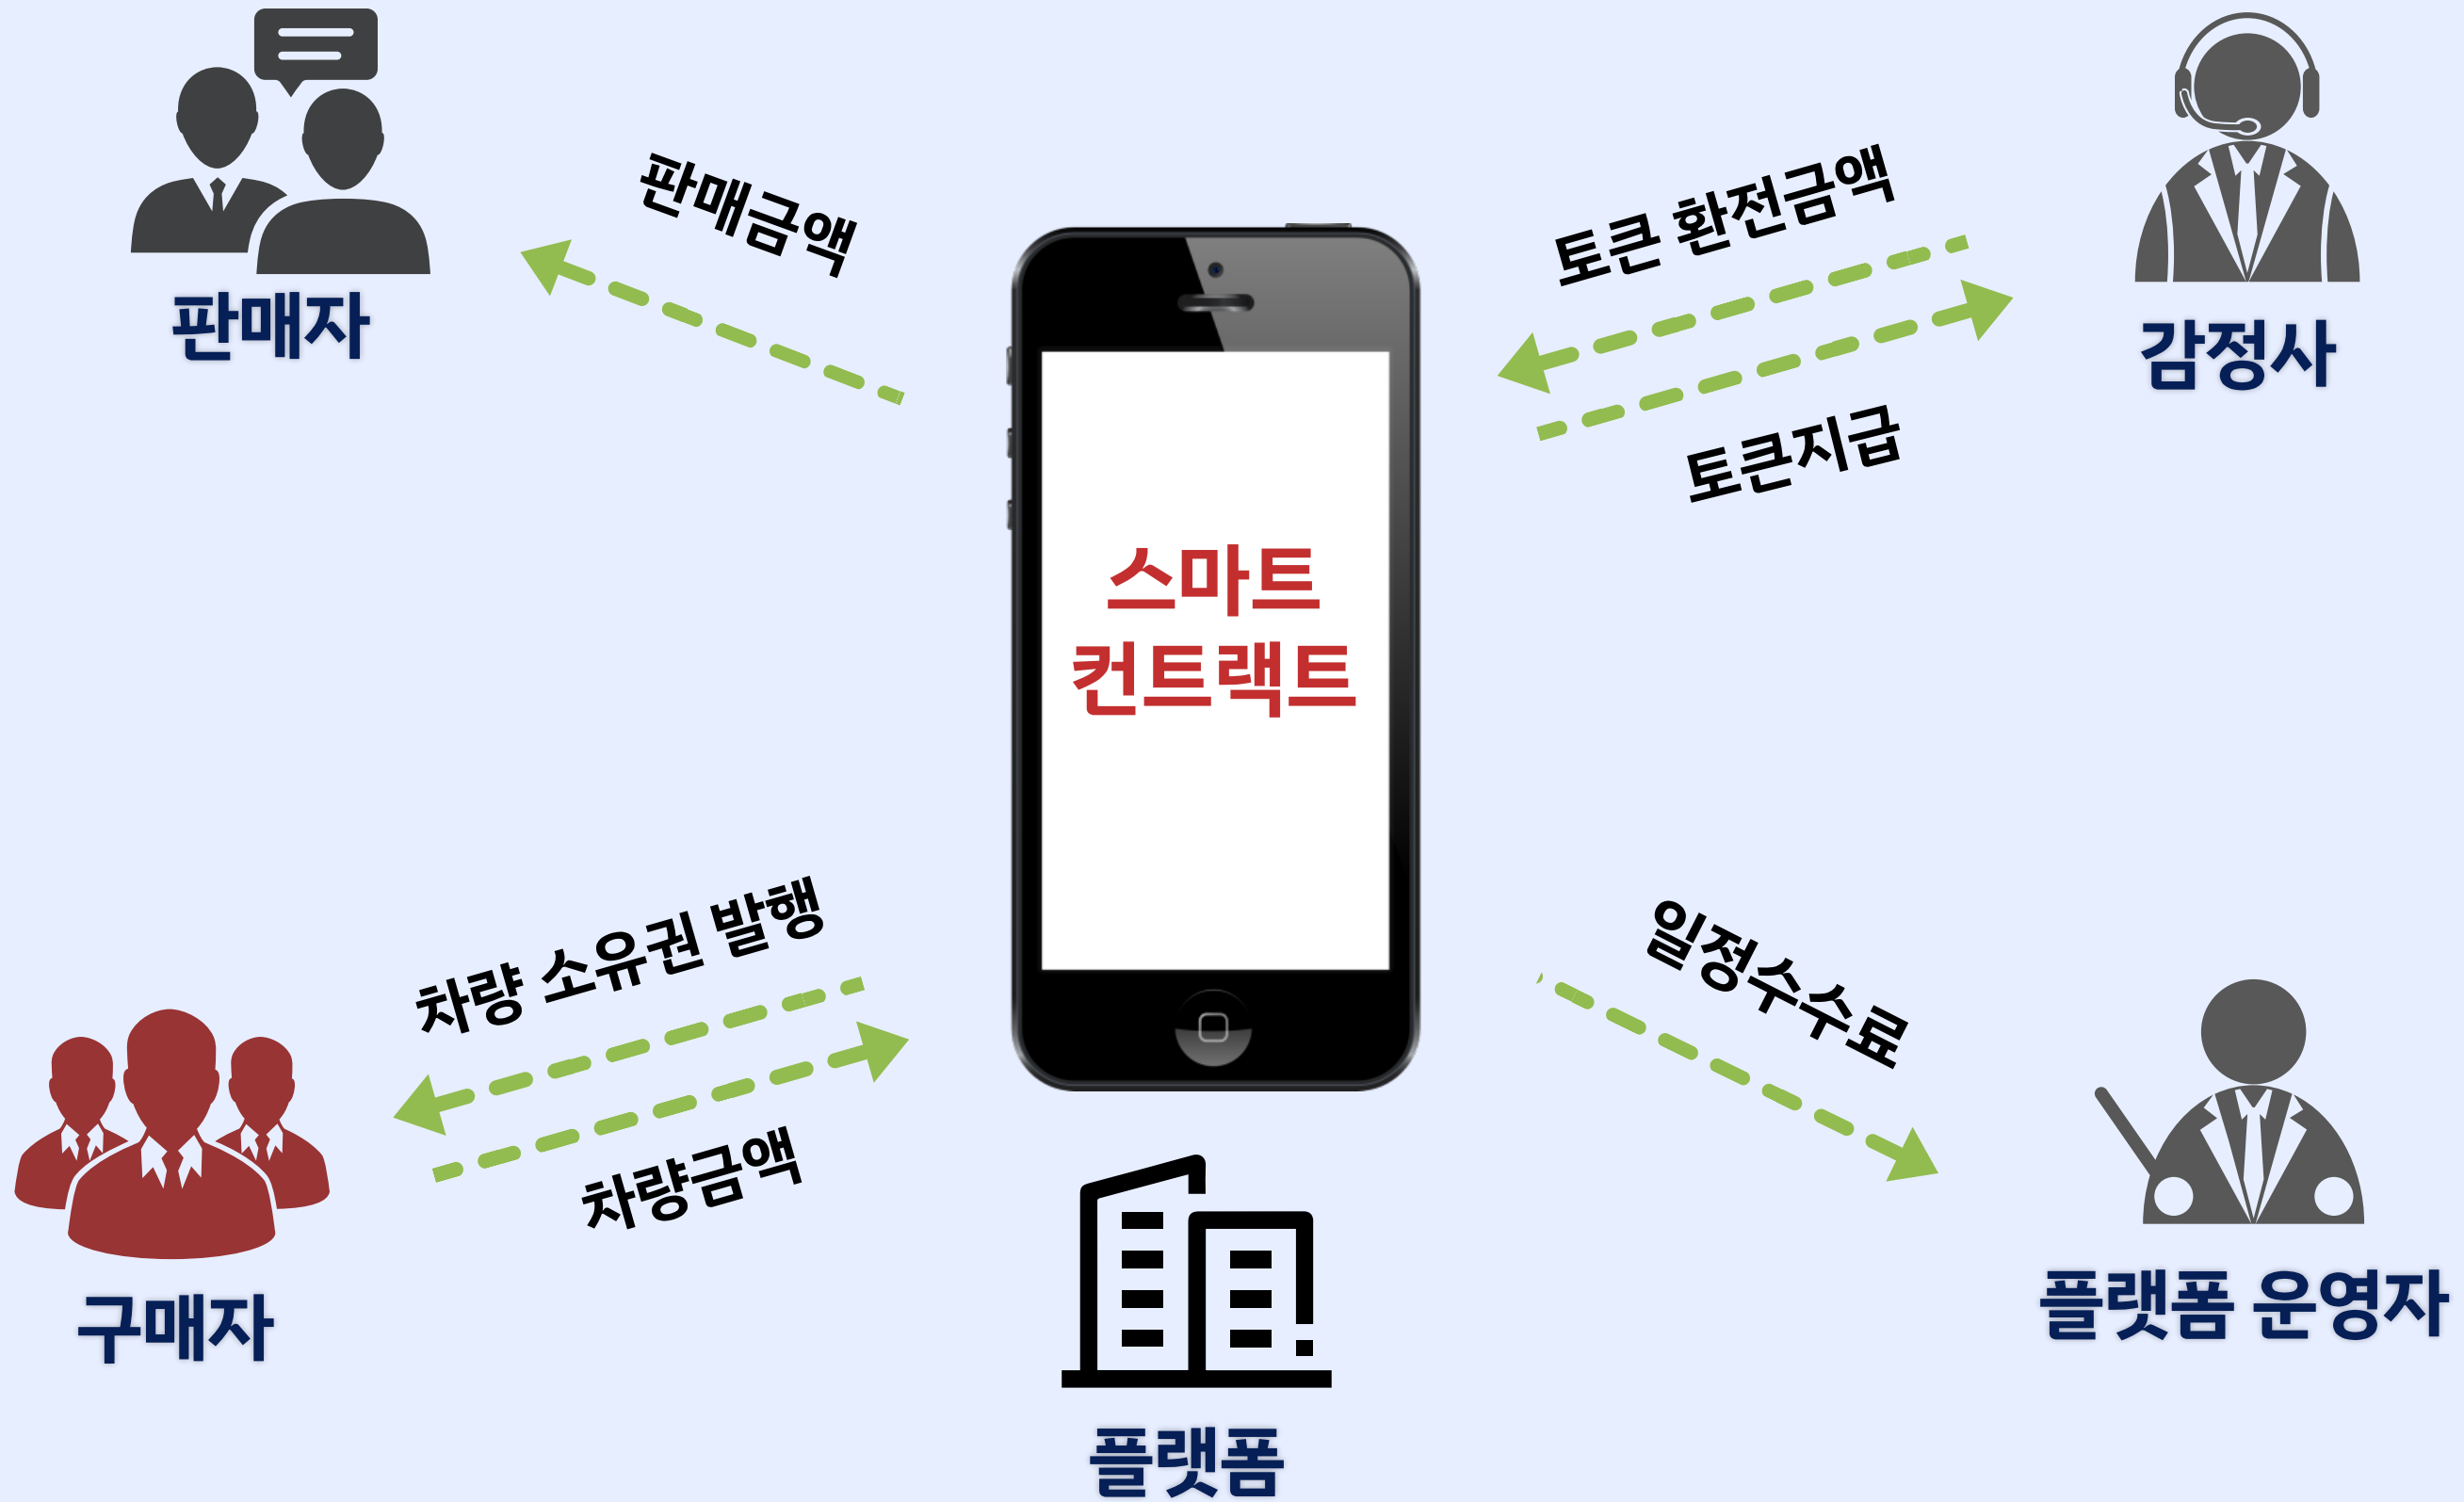 판매금액
토큰 환전금액
판매자
감정사
토큰지급
스마트
컨트랙트
차량 소유권 발행
일정수수료
차량금액
구매자
플랫폼 운영자
플랫폼